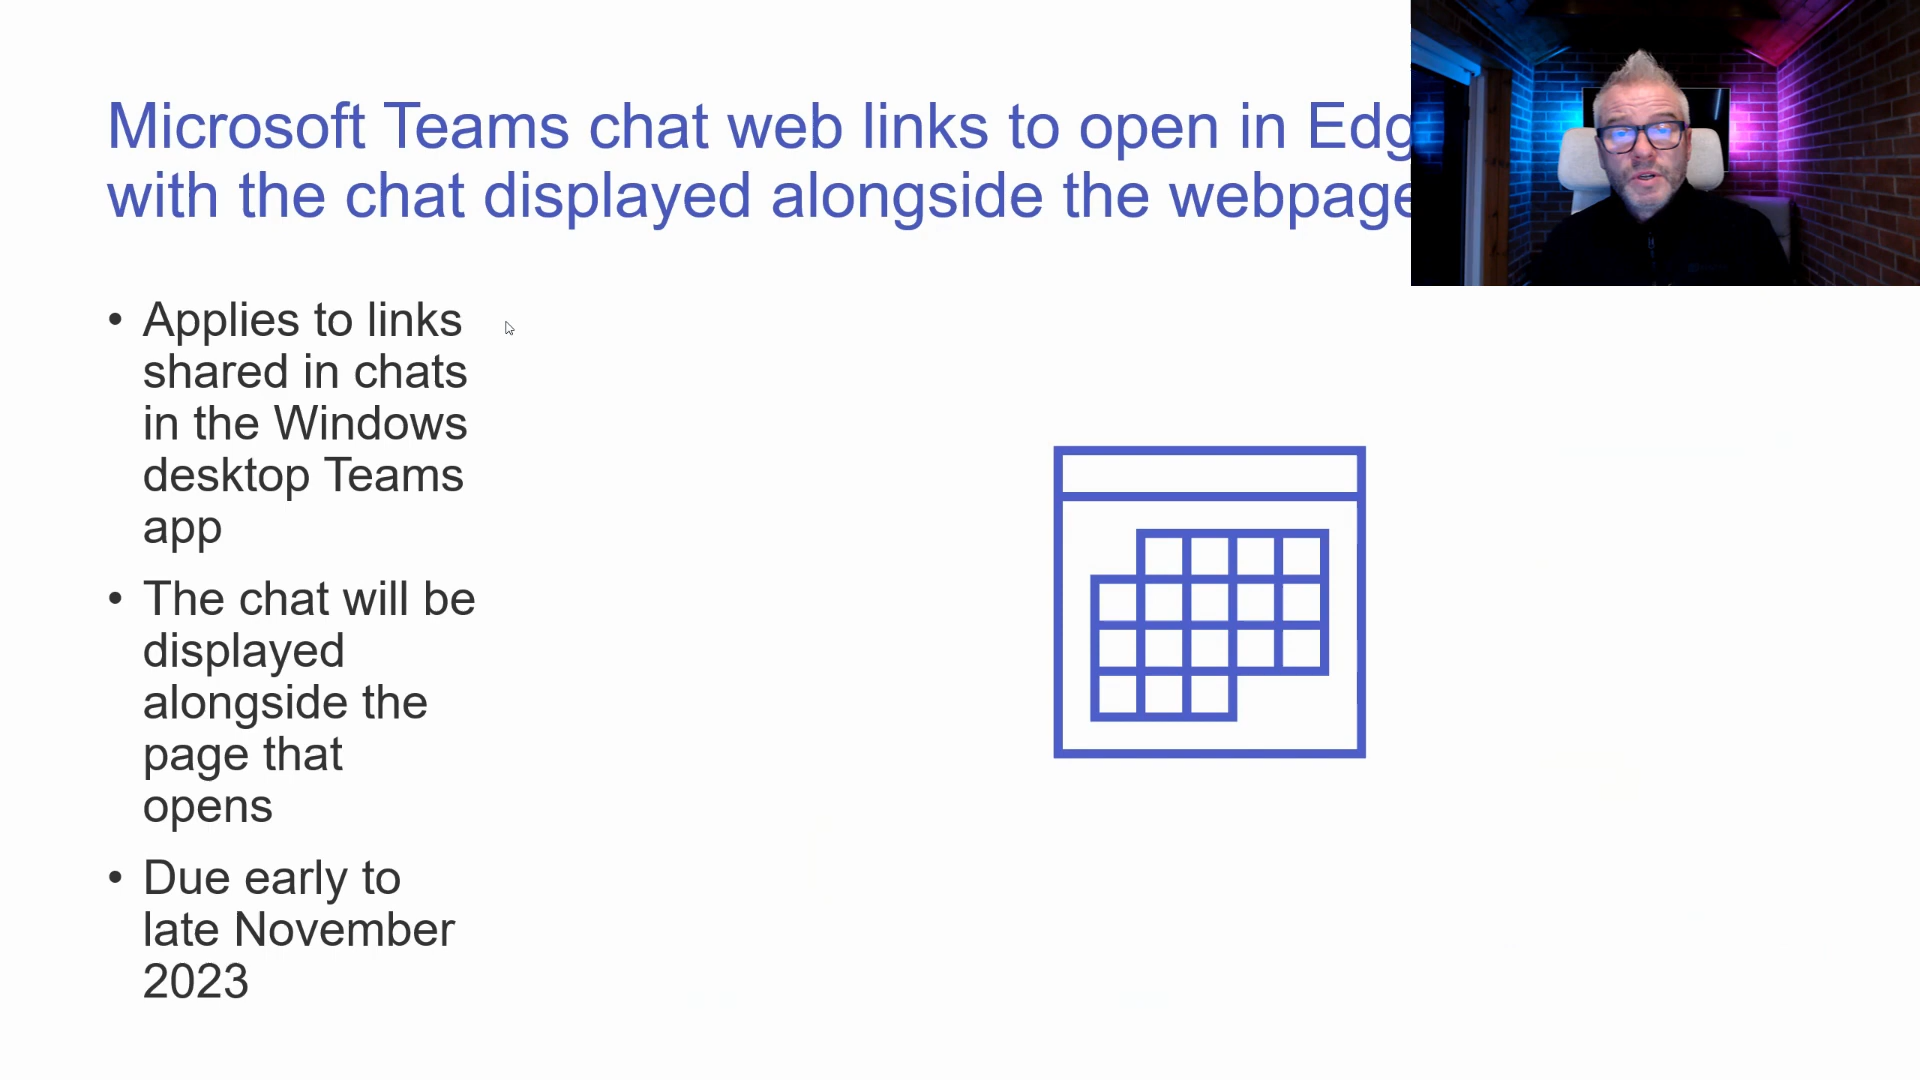 Microsoft Teams chat web links to open in Edg
with the chat displayed alongside the webpage
• Applies to links
shared in chats
in the Windows
desktop Teams
app
• The chat will be
displayed
alongside the
page that
opens
• Due early to
late November
2023